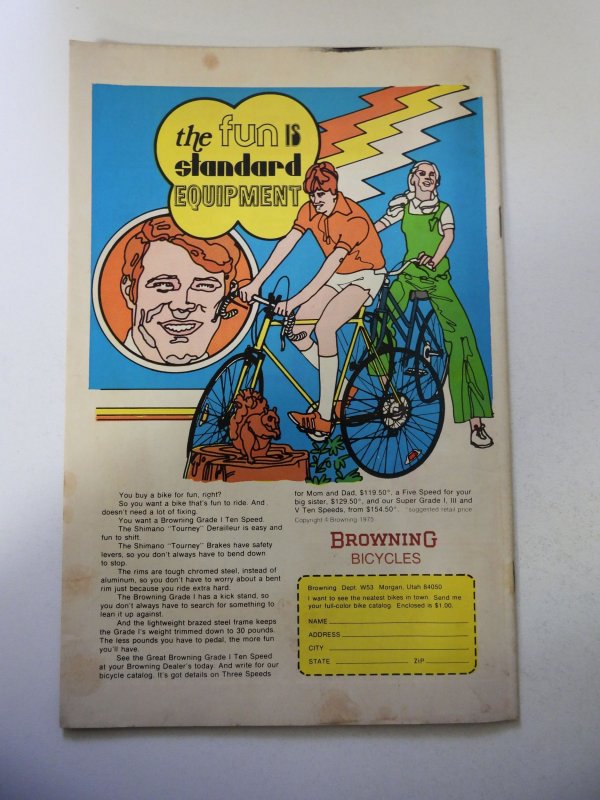 the fun IS
standard
EQUIPMENT
You buy a bike for fun, right?
So you want a bike that's fun to ride. And
doesn't need a lot of fixing.
You want a Browning Grade I Ten Speed.
The Shimano "Tourney" Derailleur is easy and
fun to shift.
The Shimano "Tourney" Brakes have safety
levers, so you don't always have to bend down
to stop.
The rims are tough chromed steel, instead of
aluminum, so you don't have to worry about a bent
rim just because you ride extra hard.
The Browning Grade I has a kick stand, so
you don't always have to search for something to
lean it up against.
And the lightweight brazed steel frame keeps
the Grade I's weight trimmed down to 30 pounds.
The less pounds you have to pedal, the more fun
you'll have.
See the Great Browning Grade I Ten Speed
at your Browning Dealer's today. And write for our
bicycle catalog. It's got details on Three Speeds
for Mom and Dad, $119.50*, a Five Speed for your
big sister, $129.50*, and our Super Grade I, III and
V Ten Speeds, from $154.50* *suggested retail price
Copyright © Browning 1975
BROWNING
BICYCLES
Browning Dept. W53 Morgan, Utah 84050
I want to see the neatest bikes in town. Send me
your full-color bike catalog. Enclosed is $1.00.
NAME
ADDRESS
CITY
STATE ZIP